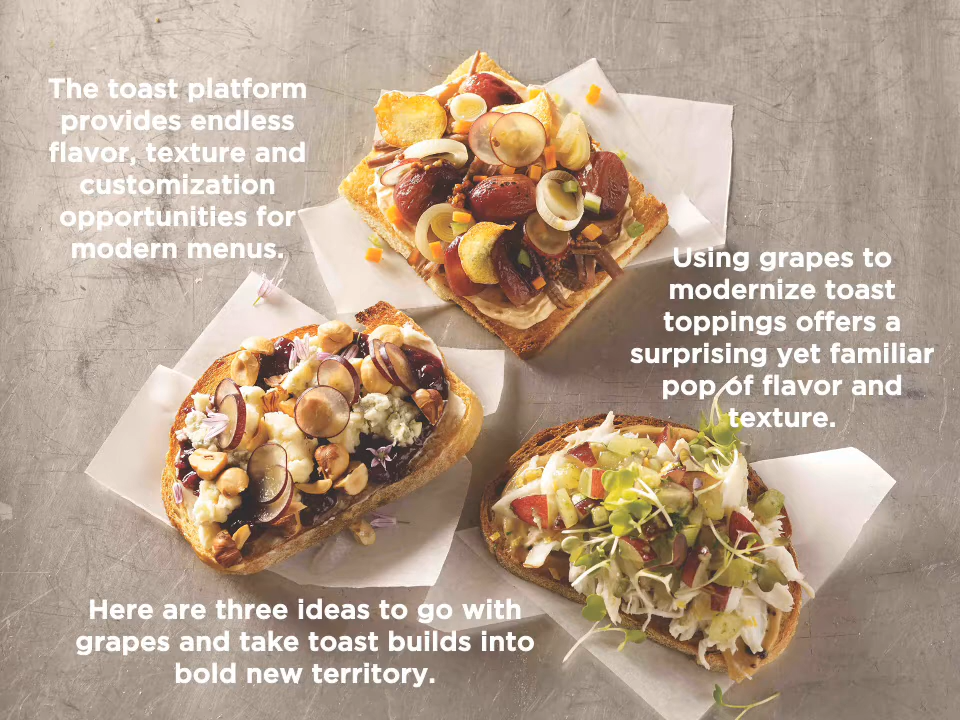 The toast platform
provides endless
flavor, texture and
customization
opportunities for
modern menus.
Using grapes to
modernize toast
toppings offers a
surprising yet familiar
pop of flavor and
texture.
Here are three ideas to go with
grapes and take toast builds into
bold new territory.